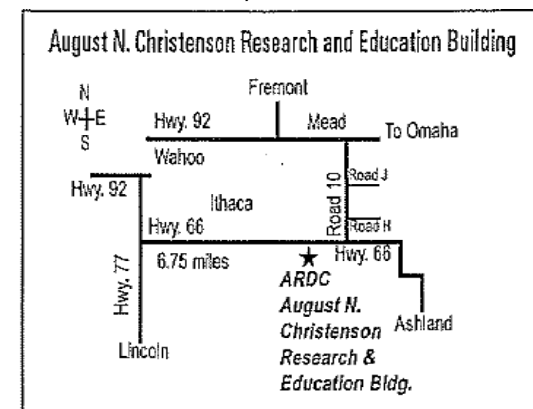 August N. Christenson Research and Education Building
N
W E
S
Fremont
Hwy. 92
Mead
To Omaha
Wahoo
Hwy. 92
Road J
Ithaca
Road 10
Road H
Hwy. 66
6.75 miles
Hwy. 66
Hwy. 77
ARDC
August N.
Christenson
Research &
Education Bldg.
Ashland
Lincoln